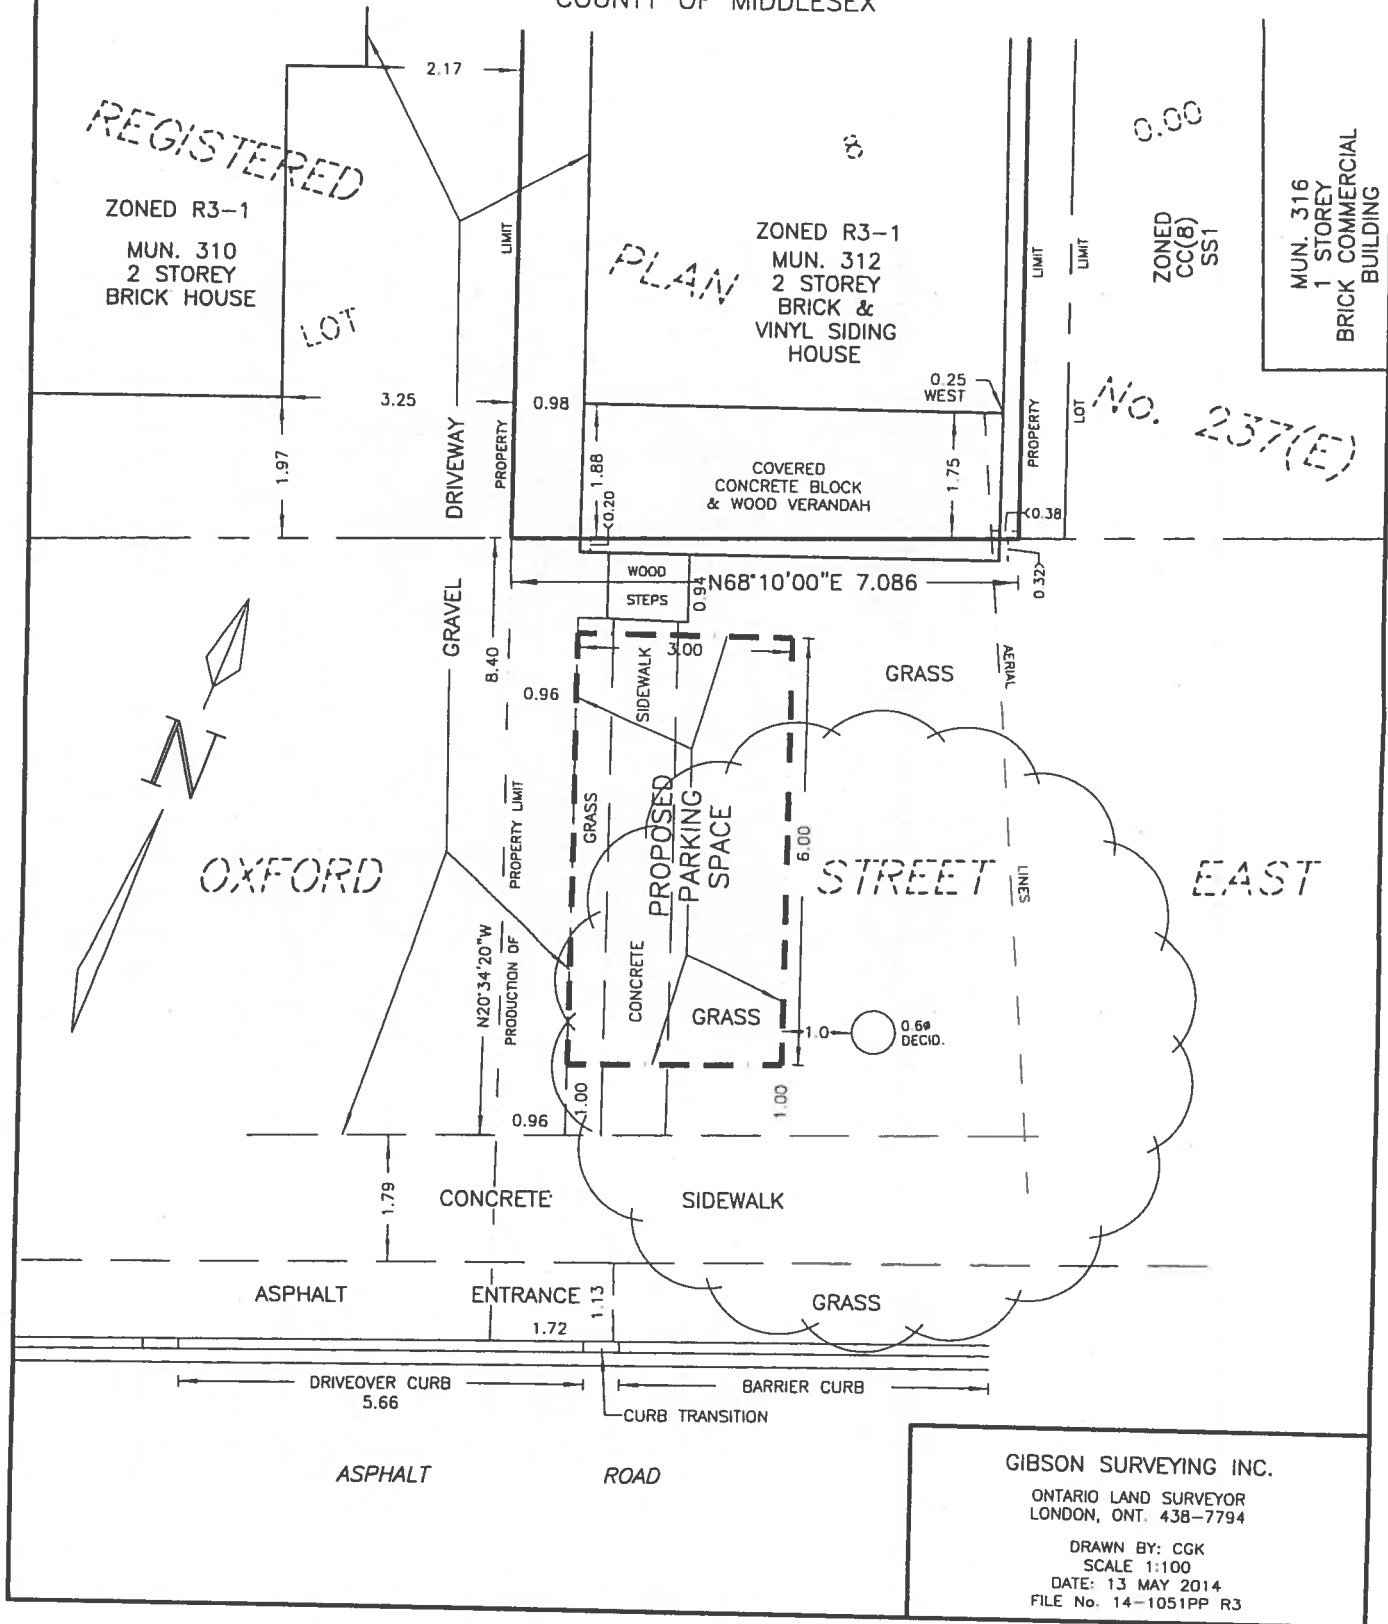 COUNTY OF MIDDLESEX
2.17
REGISTERED
8
0.00
ZONED R3-1
MUN. 310
2 STOREY
BRICK HOUSE
LOT
LIMIT
PLAN
ZONED R3-1
MUN. 312
2 STOREY
BRICK &
VINYL SIDING
HOUSE
LIMIT
LIMIT
ZONED
CC(8)
SS1
MUN. 316
1 STOREY
BRICK COMMERCIAL
BUILDING
3.25
0.98
0.25
WEST
No. 237(E)
1.97
DRIVEWAY
PROPERTY
1.88
0.20
COVERED
CONCRETE BLOCK
& WOOD VERANDAH
1.75
PROPERTY
LOT
0.38
GRAVEL
8.40
WOOD
STEPS
0.94
N68°10'00"E 7.086
0.32
N
0.96
SIDEWALK
3.00
GRASS
AERIAL
OXFORD
PROPERTY LIMIT
GRASS
PROPOSED
PARKING
SPACE
6.00
STREET
LINES
EAST
N20°34'20"W
PRODUCTION OF
CONCRETE
GRASS
1.0
0.6ø
DECID.
0.96
1.00
1.00
1.79
CONCRETE
SIDEWALK
ASPHALT
ENTRANCE
1.13
GRASS
1.72
DRIVEOVER CURB
5.66
BARRIER CURB
CURB TRANSITION
ASPHALT
ROAD
GIBSON SURVEYING INC.
ONTARIO LAND SURVEYOR
LONDON, ONT. 438-7794
DRAWN BY: CGK
SCALE 1:100
DATE: 13 MAY 2014
FILE No. 14-1051PP R3